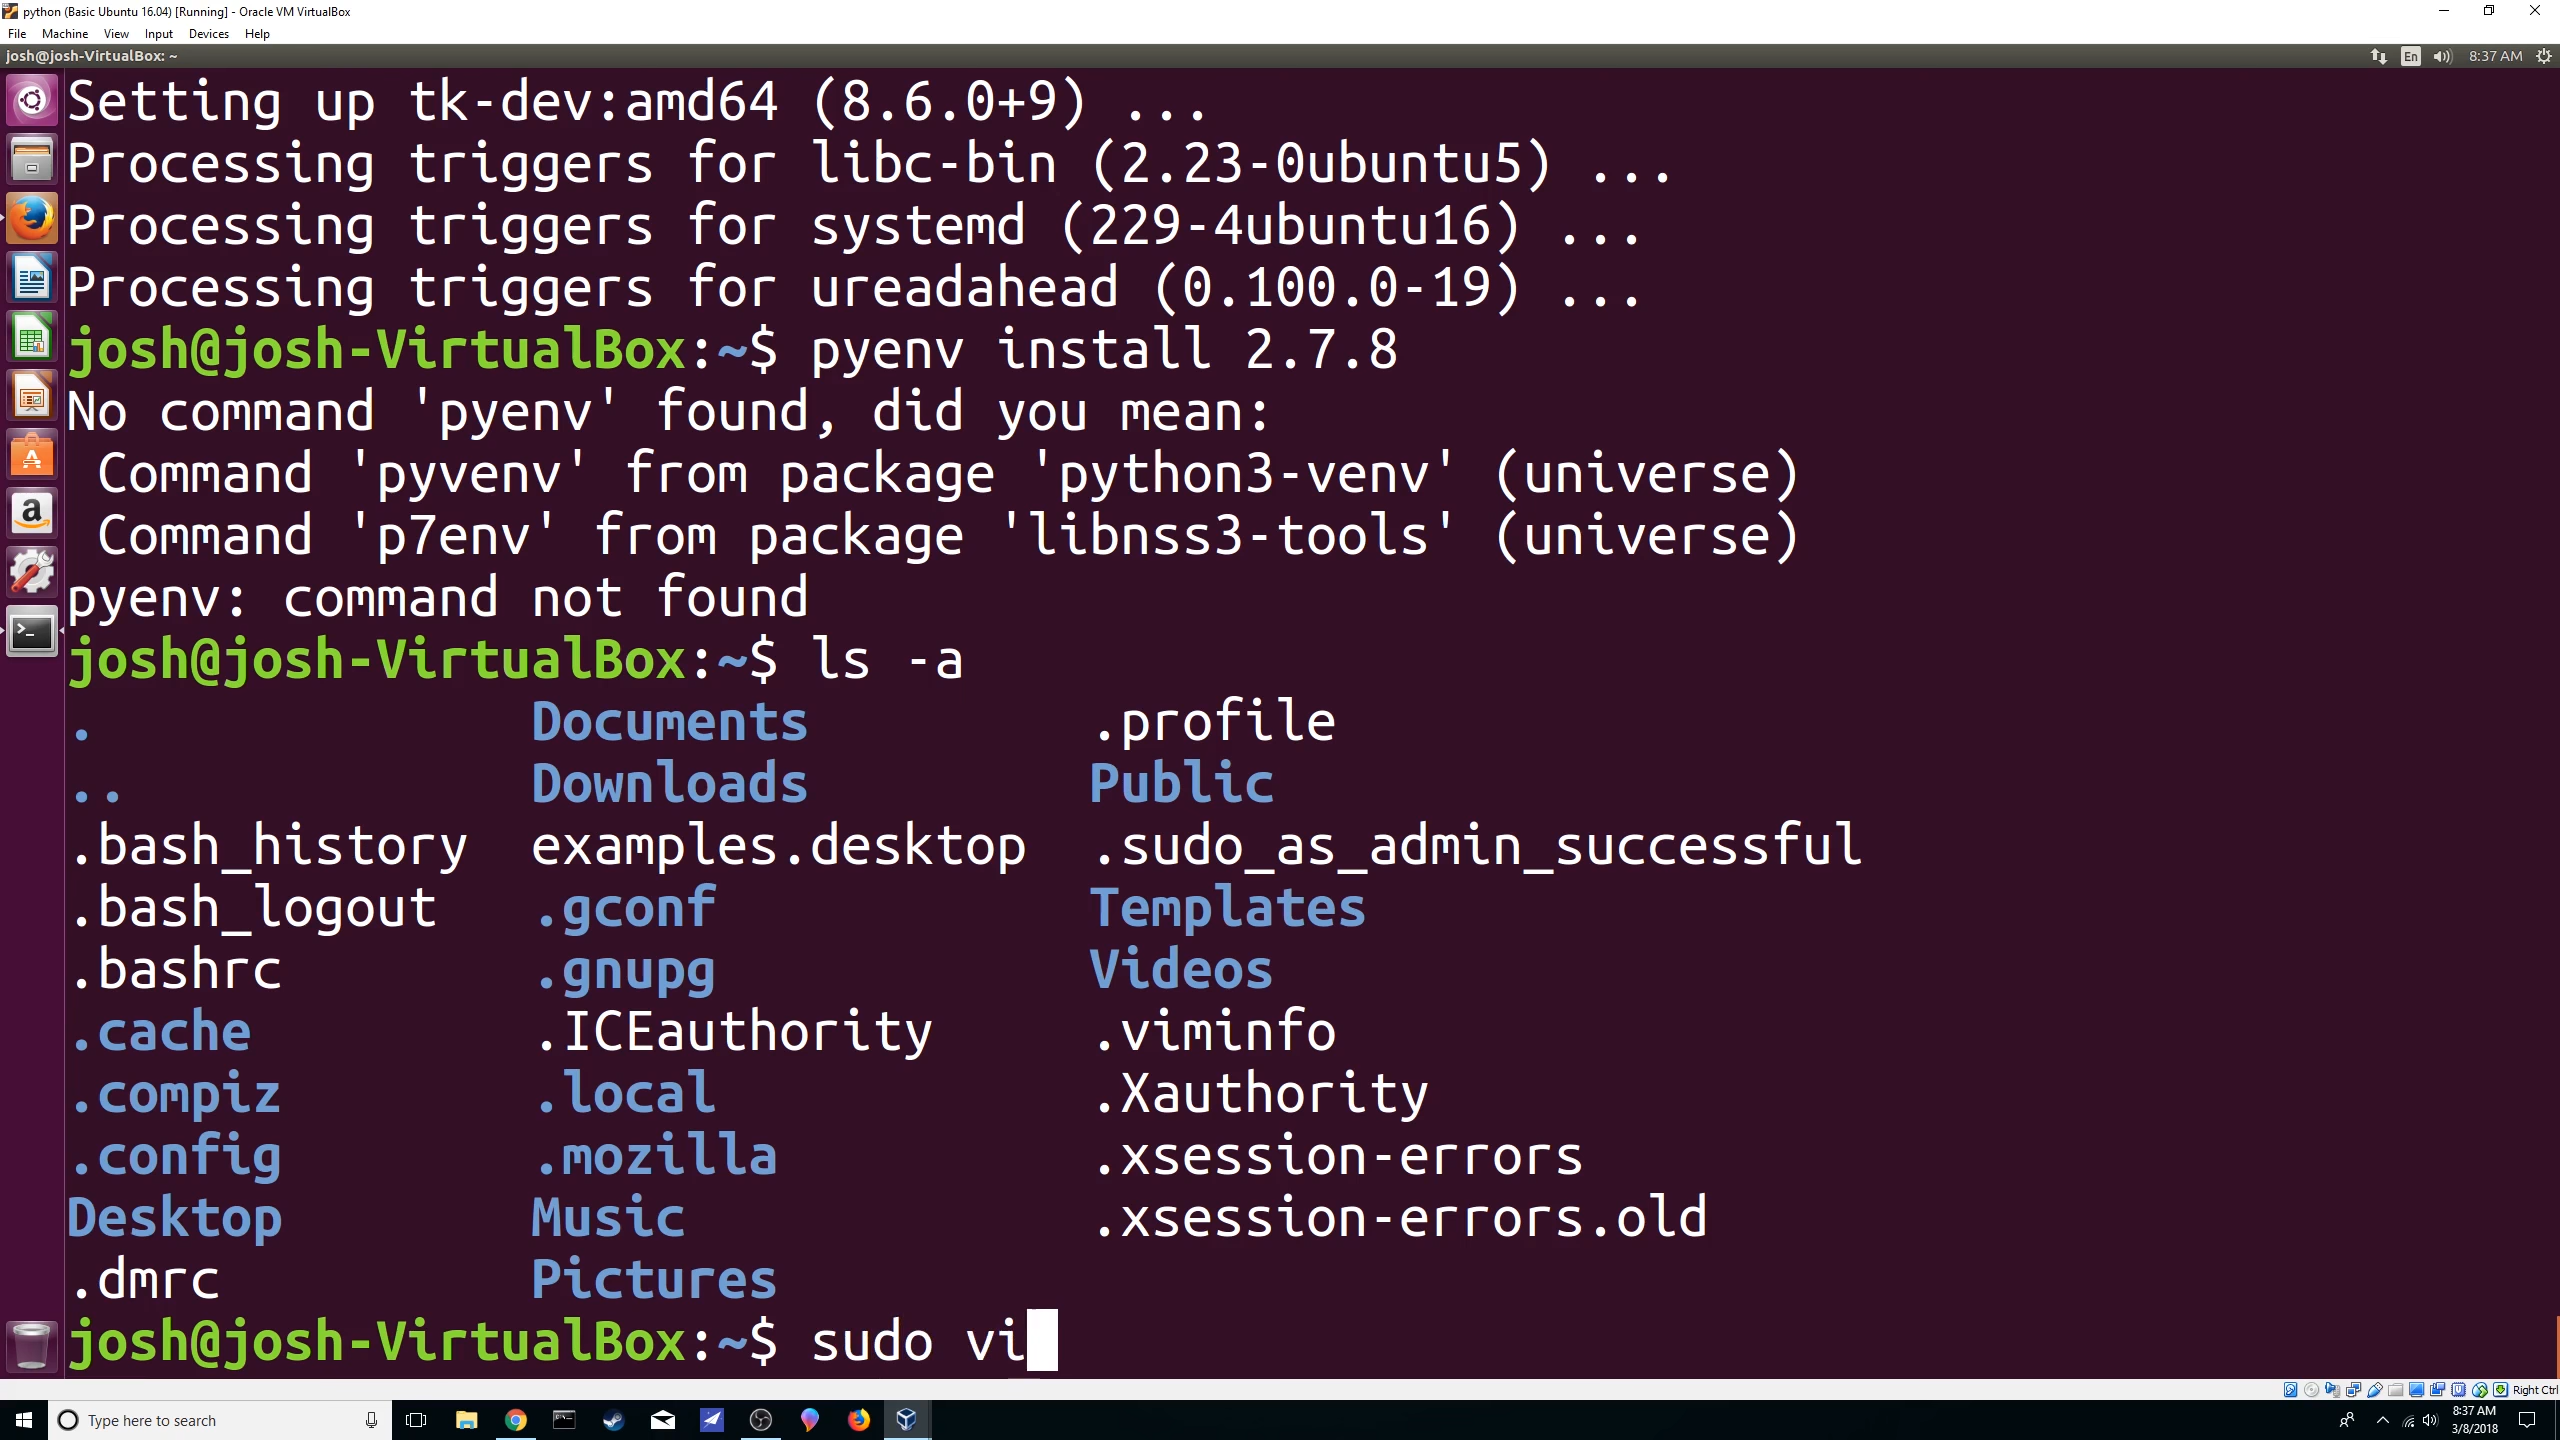 python (Basic Ubuntu 16.04) [Running] - Oracle VM VirtualBox
File Machine View Input Devices Help
josh@josh-VirtualBox: ~ En 8:37 AM
Setting up tk-dev:amd64 (8.6.0+9) ...
Processing triggers for libc-bin (2.23-0ubuntu5) ...
Processing triggers for systemd (229-4ubuntu16) ...
Processing triggers for ureadahead (0.100.0-19) ...
josh@josh-VirtualBox:~$ pyenv install 2.7.8
No command 'pyenv' found, did you mean:
 Command 'pyvenv' from package 'python3-venv' (universe)
 Command 'p7env' from package 'libnss3-tools' (universe)
pyenv: command not found
josh@josh-VirtualBox:~$ ls -a
. Documents .profile
.. Downloads Public
.bash_history examples.desktop .sudo_as_admin_successful
.bash_logout .gconf Templates
.bashrc .gnupg Videos
.cache .ICEauthority .viminfo
.compiz .local .Xauthority
.config .mozilla .xsession-errors
Desktop Music .xsession-errors.old
.dmrc Pictures
josh@josh-VirtualBox:~$ sudo vi
Right Ctrl
Type here to search
8:37 AM
3/8/2018